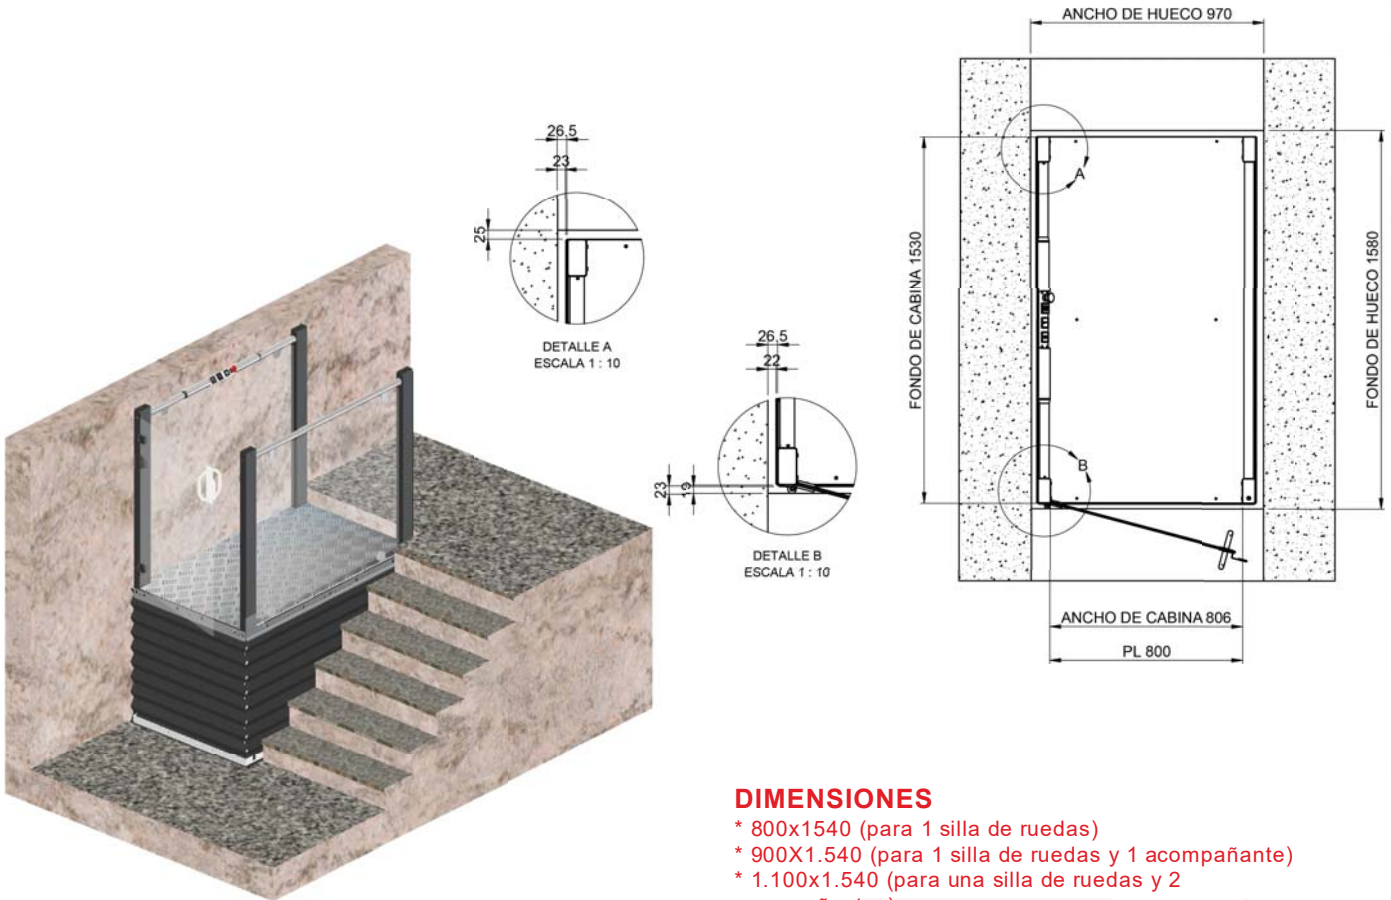 ANCHO DE HUECO 970
26,5
23
25
A
DETALLE A
ESCALA 1 : 10
FONDO DE CABINA 1530
FONDO DE HUECO 1580
26,5
22
23
19
B
DETALLE B
ESCALA 1 : 10
ANCHO DE CABINA 806
PL 800
DIMENSIONES
* 800x1540 (para 1 silla de ruedas)
* 900X1.540 (para 1 silla de ruedas y 1 acompañante)
* 1.100x1.540 (para una silla de ruedas y 2